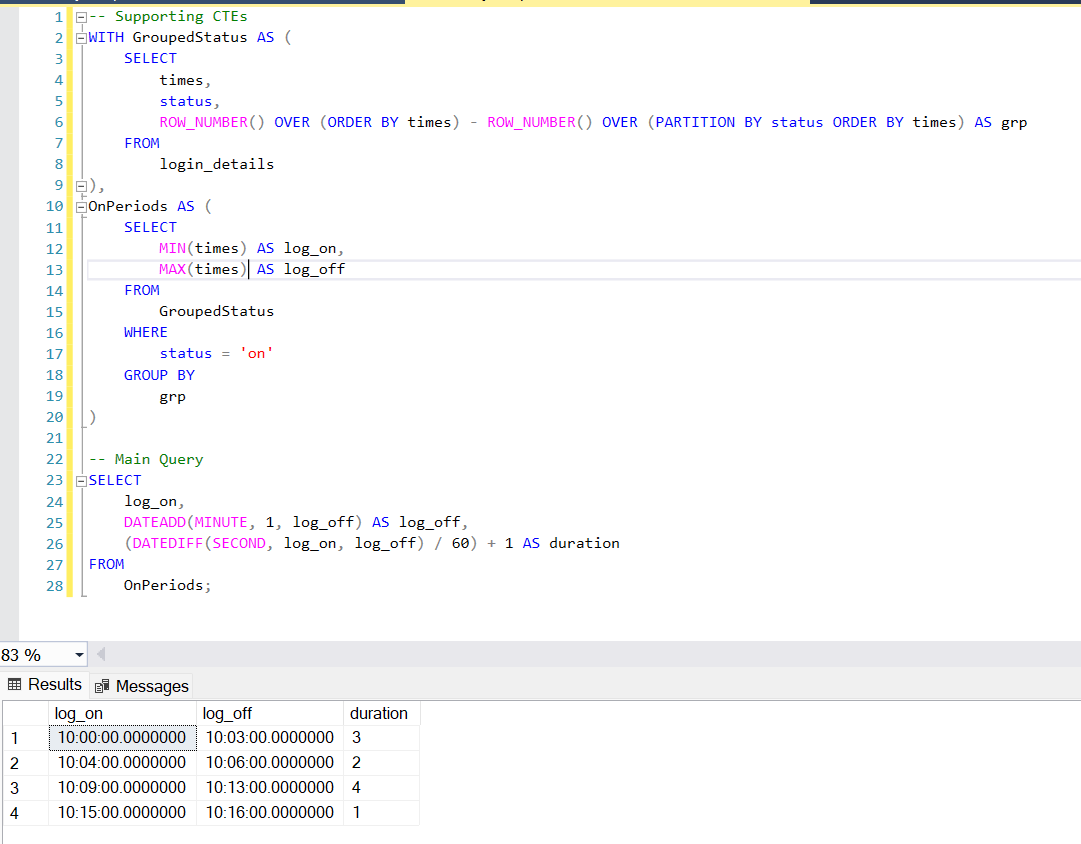 1 -- Supporting CTEs
2 WITH GroupedStatus AS (
3 SELECT
4 times,
5 status,
6 ROW_NUMBER() OVER (ORDER BY times) - ROW_NUMBER() OVER (PARTITION BY status ORDER BY times) AS grp
7 FROM
8 login_details
9 ),
10 OnPeriods AS (
11 SELECT
12 MIN(times) AS log_on,
13 MAX(times) AS log_off
14 FROM
15 GroupedStatus
16 WHERE
17 status = 'on'
18 GROUP BY
19 grp
20 )
21
22 -- Main Query
23 SELECT
24 log_on,
25 DATEADD(MINUTE, 1, log_off) AS log_off,
26 (DATEDIFF(SECOND, log_on, log_off) / 60) + 1 AS duration
27 FROM
28 OnPeriods;
83 %
Results Messages
log_on log_off duration
1 10:00:00.0000000 10:03:00.0000000 3
2 10:04:00.0000000 10:06:00.0000000 2
3 10:09:00.0000000 10:13:00.0000000 4
4 10:15:00.0000000 10:16:00.0000000 1